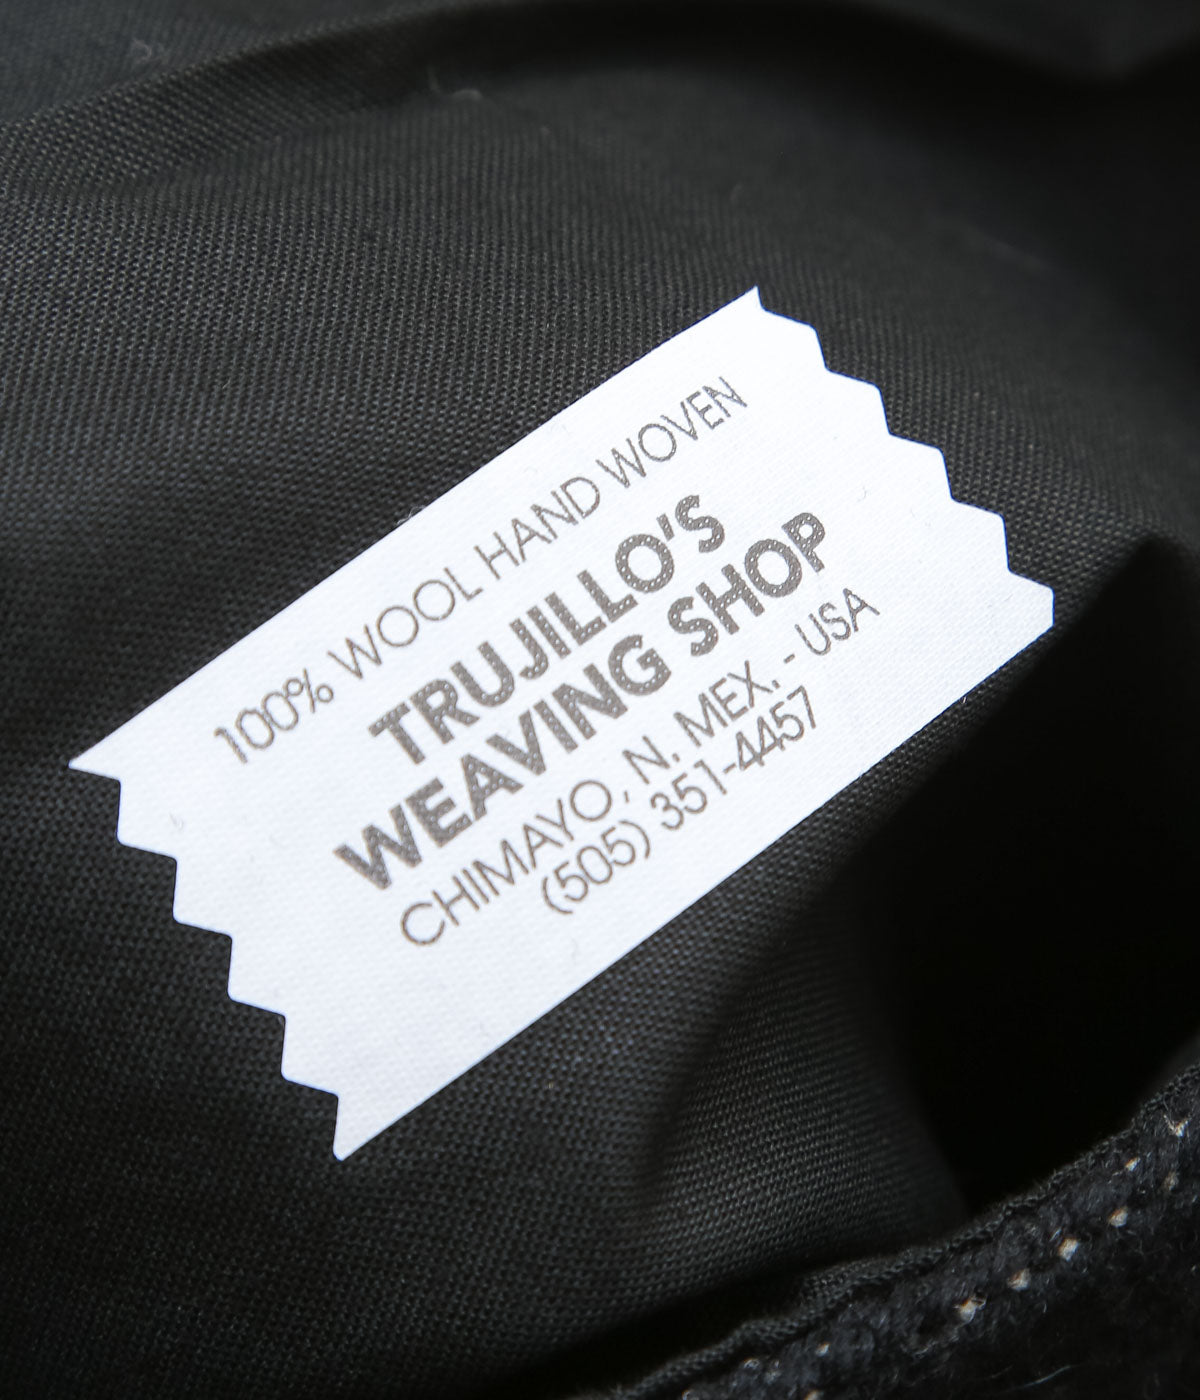 100% WOOL HAND WOVEN
TRUJILLO'S
WEAVING SHOP
CHIMAYO, N. MEX. - USA
(505) 351-4457